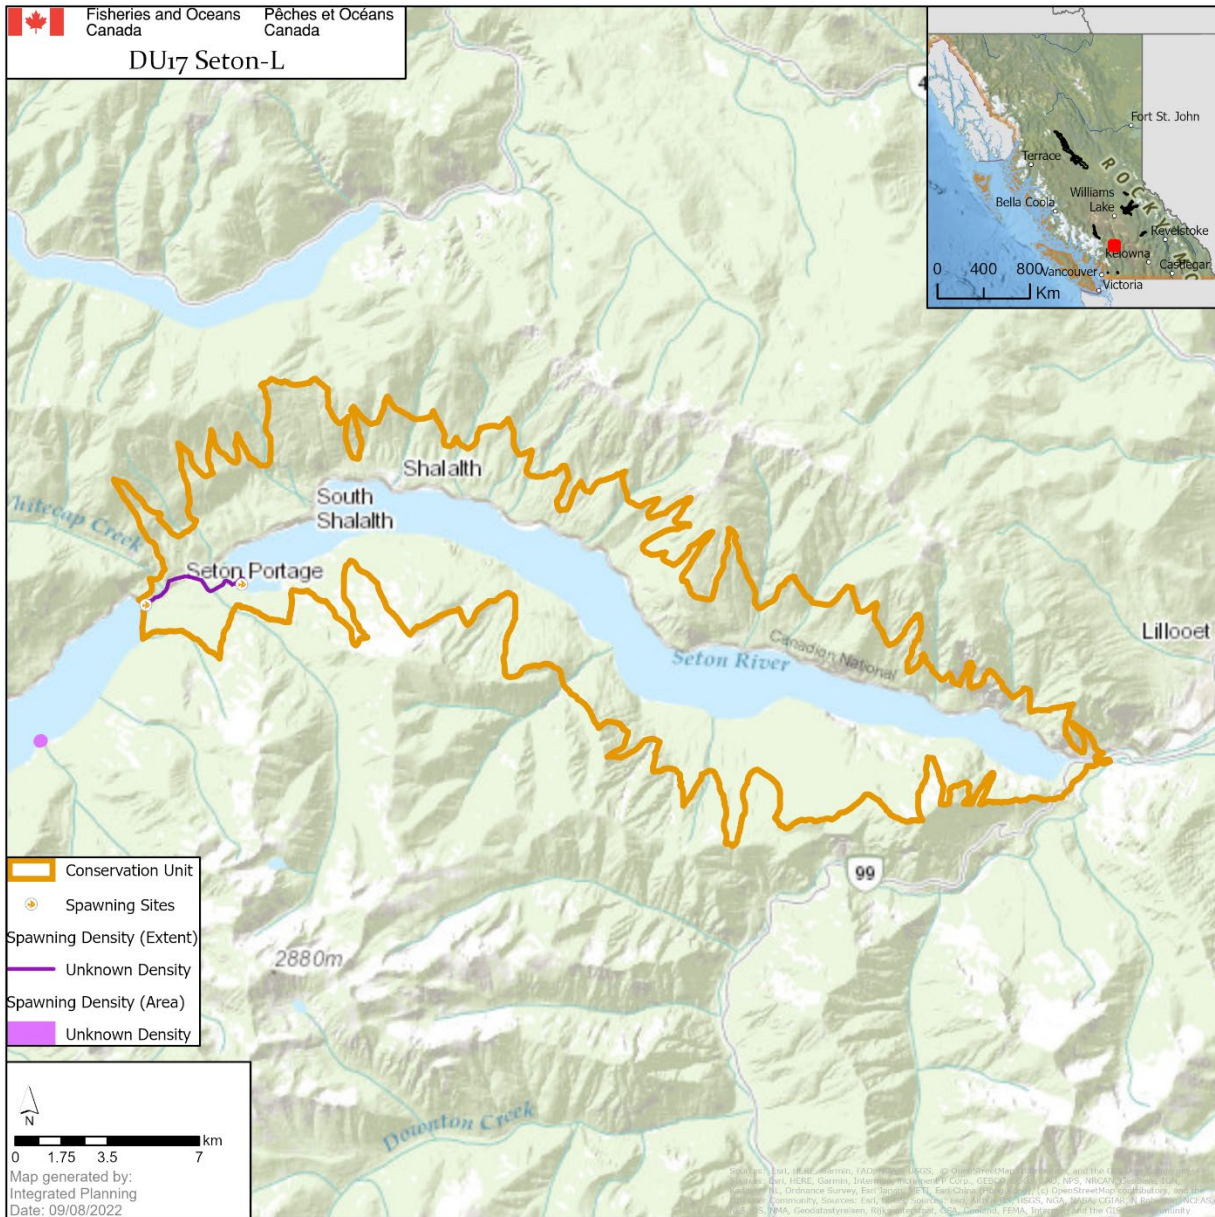 Fisheries and Oceans
Canada
Pêches et Océans
Canada
DU17 Seton-L
Fort St. John
Terrace
ROCKY
Williams
Lake
Bella Coola
Revelstoke
Kelowna
Castlegar
Vancouver
Victoria
0 400 800
Km
Shalalth
South
Shalalth
Whitecap Creek
Seton Portage
Lillooet
Canadian National
Seton River
99
2880m
Downton Creek
Conservation Unit
Spawning Sites
Spawning Density (Extent)
Unknown Density
Spawning Density (Area)
Unknown Density
N
km
0 1.75 3.5 7
Map generated by:
Integrated Planning
Date: 09/08/2022